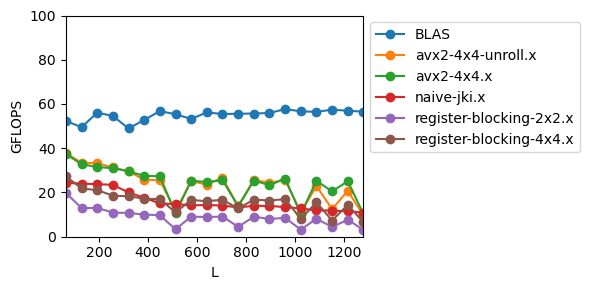 100
80
60
40
20
0
GFLOPS
200
400
600
800
1000
1200
L
BLAS
avx2-4x4-unroll.x
avx2-4x4.x
naive-jki.x
register-blocking-2x2.x
register-blocking-4x4.x